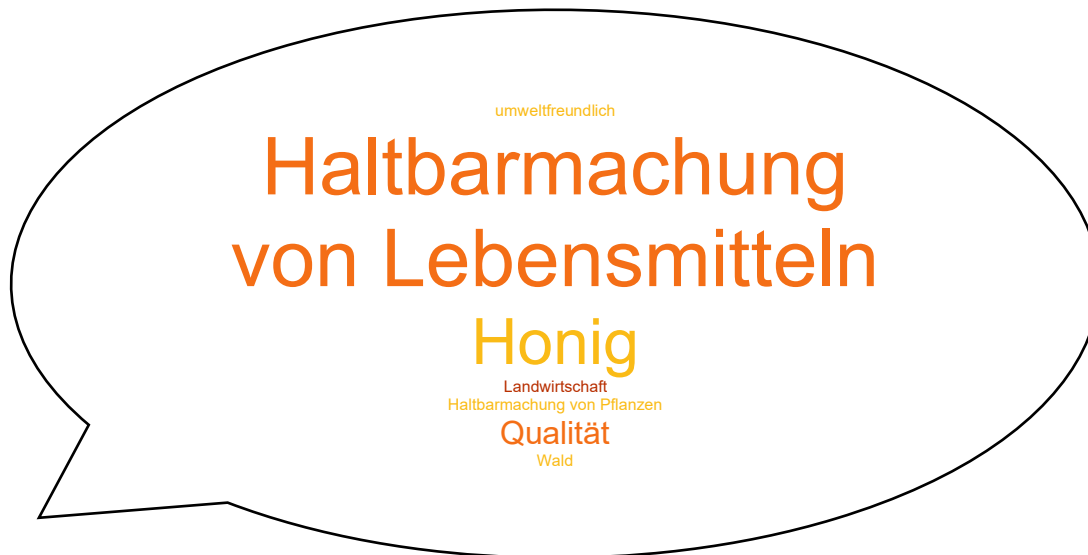 umweltfreundlich
Haltbarmachung
von Lebensmitteln
Honig
Landwirtschaft
Haltbarmachung von Pflanzen
Qualität
Wald